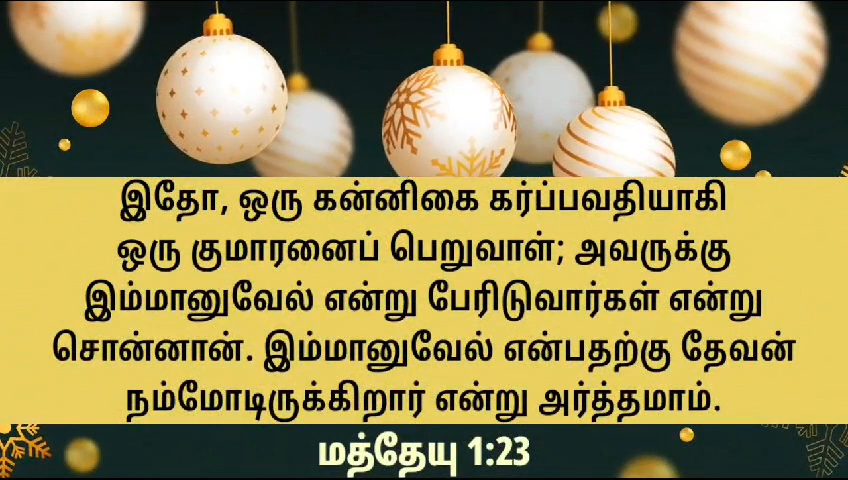 இதோ, ஒரு கன்னிகை கர்ப்பவதியாகி
ஒரு குமாரனைப் பெறுவாள்; அவருக்கு
இம்மானுவேல் என்று பேரிடுவார்கள் என்று
சொன்னான். இம்மானுவேல் என்பதற்கு தேவன்
நம்மோடிருக்கிறார் என்று அர்த்தமாம்.
மத்தேயு 1:23